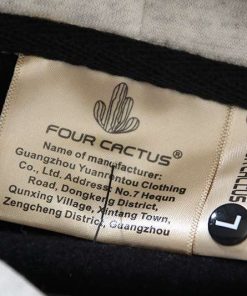 FOUR CACTUS®
Name of manufacturer:
Guangzhou Yuanrentou Clothing
Co., Ltd, Address: No.7 Hequn
Road, Dongkeng District,
Qunxing Village, Xintang Town,
Zengcheng District, Guangzhou
L